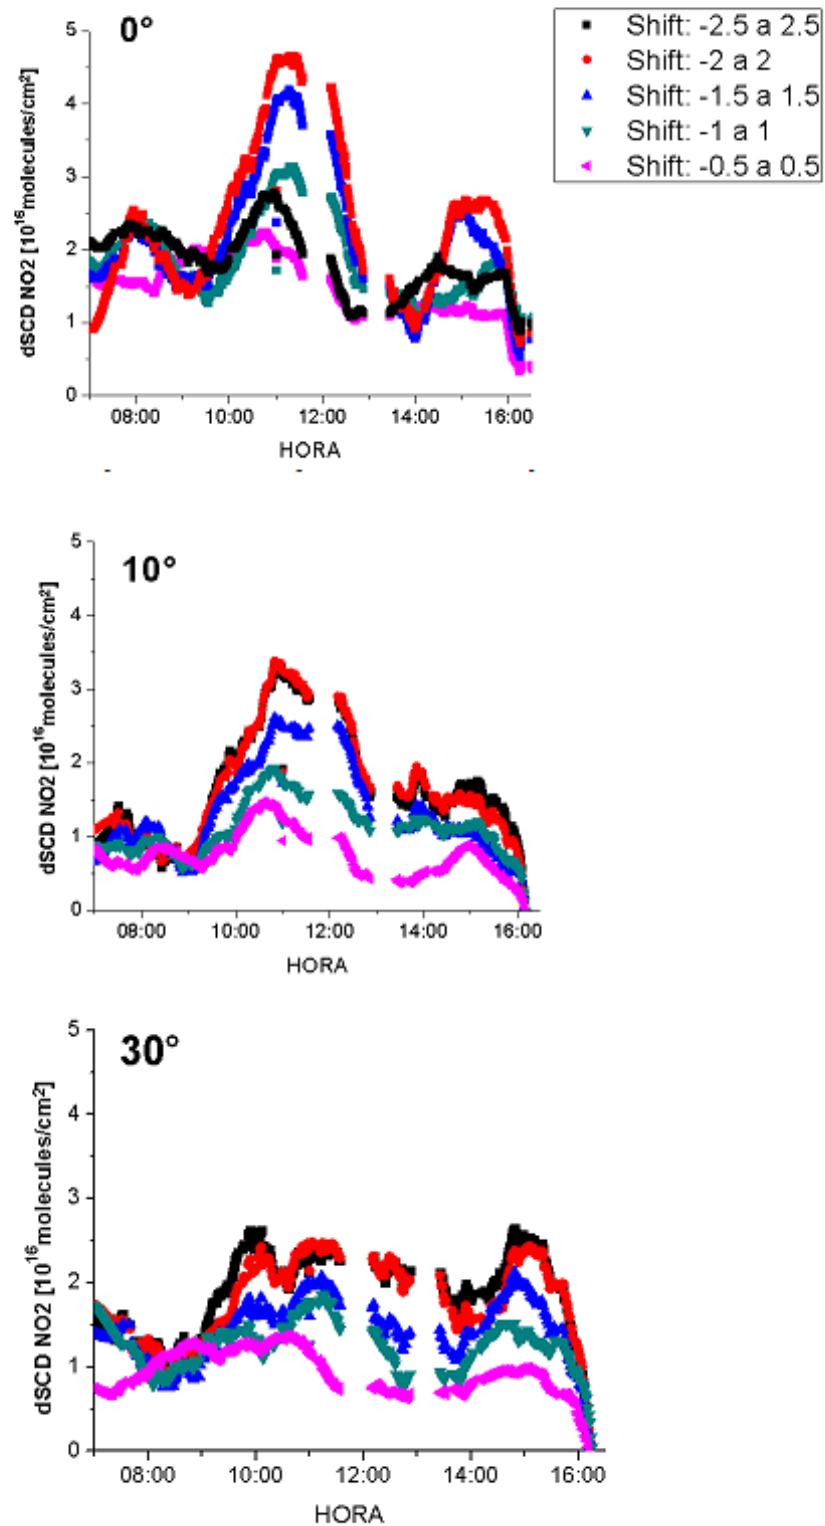 0°
Shift: -2.5 a 2.5
Shift: -2 a 2
Shift: -1.5 a 1.5
Shift: -1 a 1
Shift: -0.5 a 0.5
dSCD NO2 [10¹⁶molecules/cm²]
5
4
3
2
1
0
08:00 10:00 12:00 14:00 16:00
HORA
10°
dSCD NO2 [10¹⁶molecules/cm²]
5
4
3
2
1
0
08:00 10:00 12:00 14:00 16:00
HORA
30°
dSCD NO2 [10¹⁶molecules/cm²]
5
4
3
2
1
0
08:00 10:00 12:00 14:00 16:00
HORA